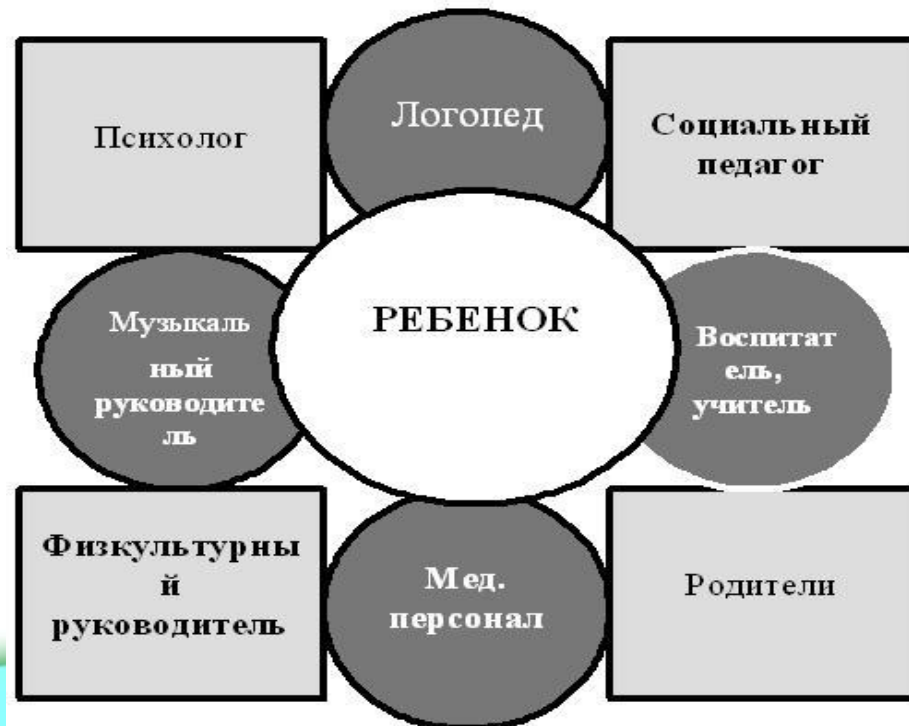 Психолог
Логопед
Социальный
педагог
Музыкаль
ный
руководите
ль
РЕБЕНОК
Воспитат
ель,
учитель
Физкультурны
й
руководитель
Мед.
персонал
Родители